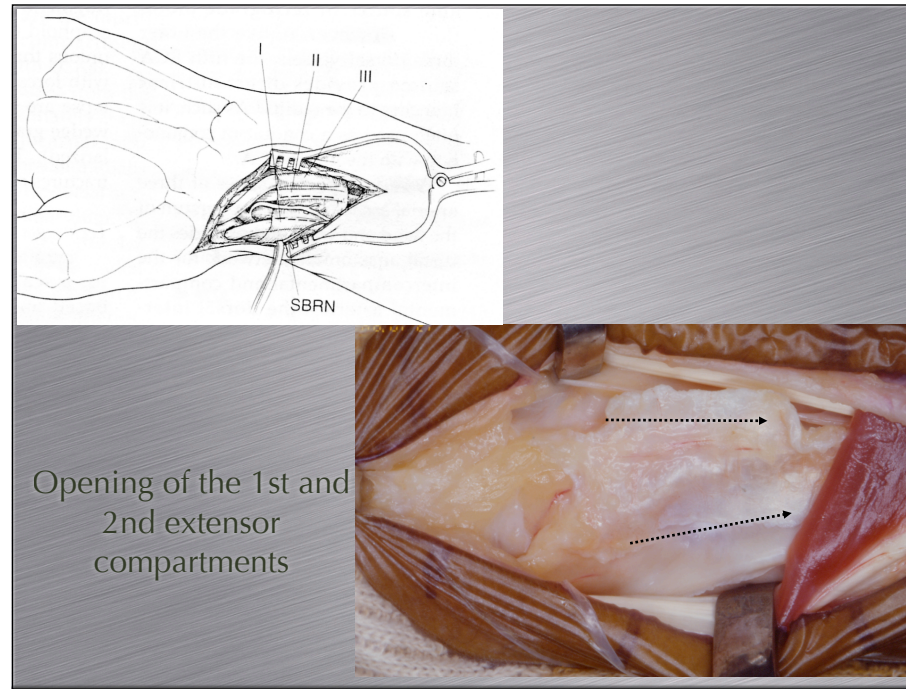 I
II
III
SBRN
Opening of the 1st and
2nd extensor
compartments